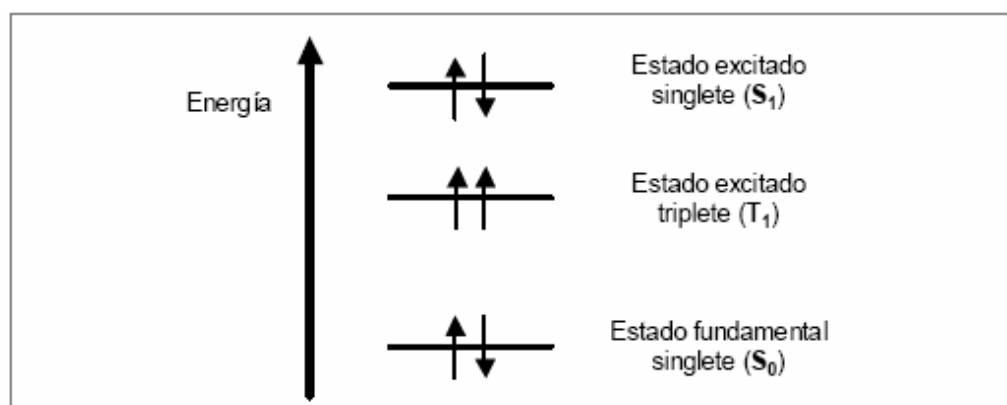 Energía
Estado excitado
singlete (S₁)
Estado excitado
triplete (T₁)
Estado fundamental
singlete (S₀)